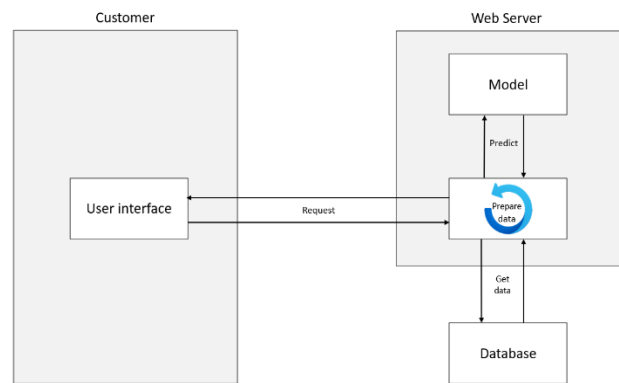 Customer
Web Server
Model
Predict
User interface
Request
Prepare
data
Get
data
Database